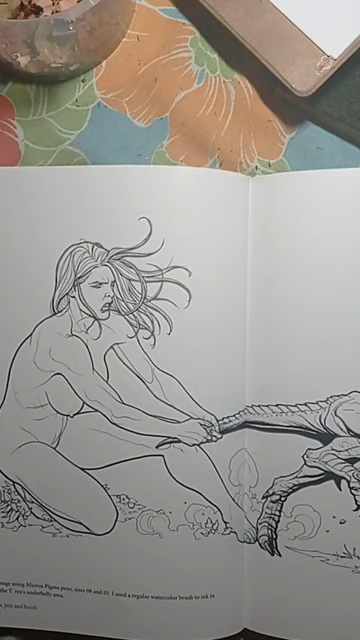 mage using Micron Pigma pens, sizes 08 and 01. I used a regular watercolor brush to ink in
the T. rex's underbelly area.
pen and brush